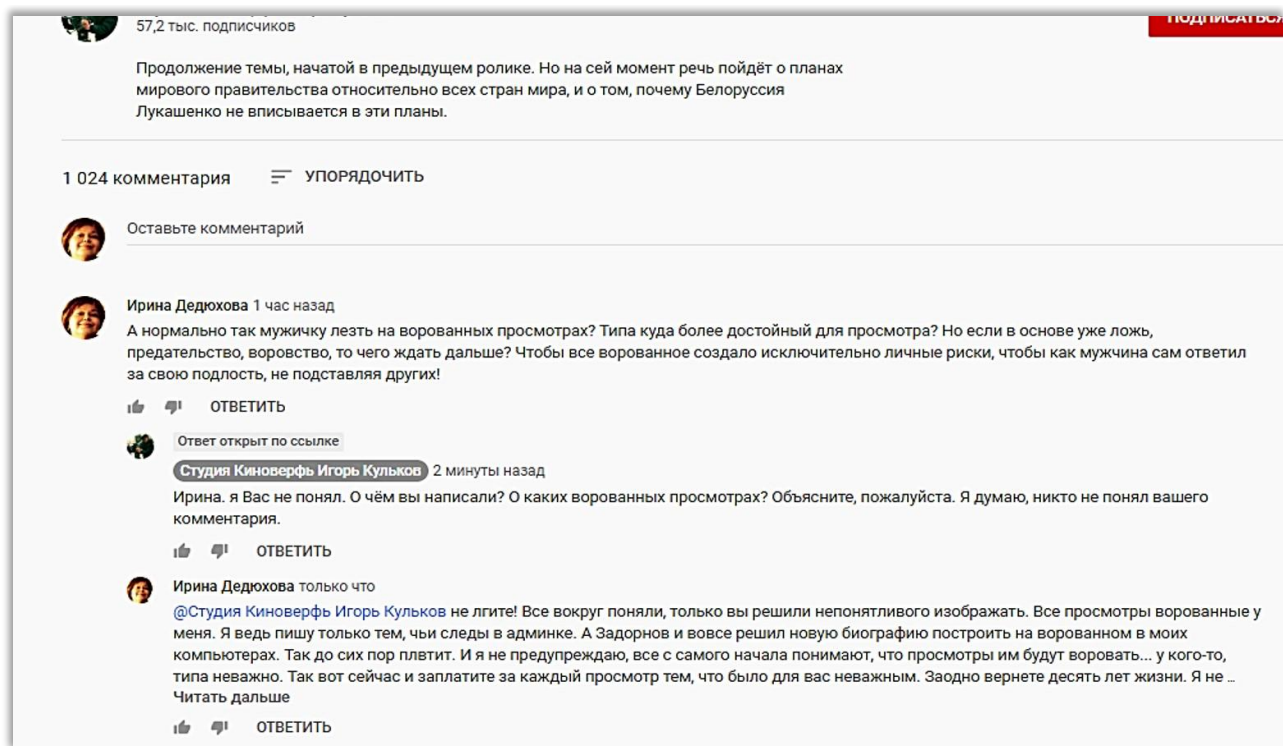 57,2 тыс. подписчиков
ПОДПИСАТЬСЯ
Продолжение темы, начатой в предыдущем ролике. Но на сей момент речь пойдёт о планах
мирового правительства относительно всех стран мира, и о том, почему Белоруссия
Лукашенко не вписывается в эти планы.
1 024 комментария УПОРЯДОЧИТЬ
Оставьте комментарий
Ирина Дедюхова 1 час назад
А нормально так мужичку лезть на ворованных просмотрах? Типа куда более достойный для просмотра? Но если в основе уже ложь,
предательство, воровство, то чего ждать дальше? Чтобы все ворованное создало исключительно личные риски, чтобы как мужчина сам ответил
за свою подлость, не подставляя других!
ОТВЕТИТЬ
Ответ открыт по ссылке
Студия Киноверфь Игорь Кульков 2 минуты назад
Ирина. я Вас не понял. О чём вы написали? О каких ворованных просмотрах? Объясните, пожалуйста. Я думаю, никто не понял вашего
комментария.
ОТВЕТИТЬ
Ирина Дедюхова только что
@Студия Киноверфь Игорь Кульков не лгите! Все вокруг поняли, только вы решили непонятливого изображать. Все просмотры ворованные у
меня. Я ведь пишу только тем, чьи следы в админке. А Задорнов и вовсе решил новую биографию построить на ворованном в моих
компьютерах. Так до сих пор плвтит. И я не предупреждаю, все с самого начала понимают, что просмотры им будут воровать... у кого-то,
типа неважно. Так вот сейчас и заплатите за каждый просмотр тем, что было для вас неважным. Заодно вернете десять лет жизни. Я не ...
Читать дальше
ОТВЕТИТЬ